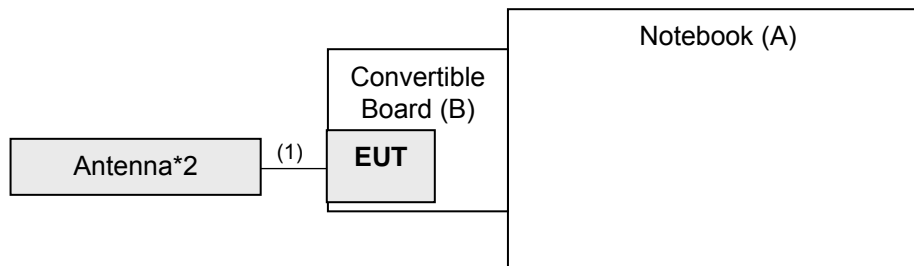 Notebook (A)
Convertible
Board (B)
EUT
(1)
Antenna*2